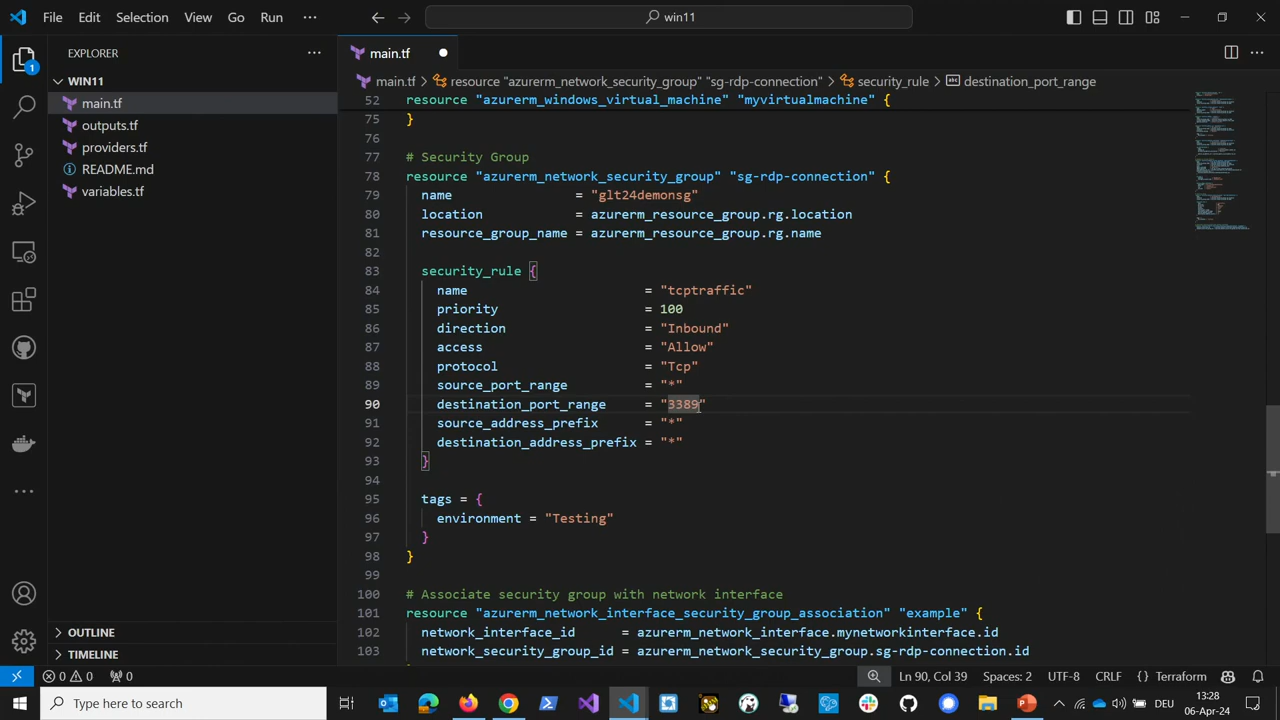 File Edit Selection View Go Run ··· win11
EXPLORER ···
main.tf
WIN11
main.tf
outputs.tf
providers.tf
README.md
variables.tf
OUTLINE
TIMELINE
1
main.tf > resource "azurerm_network_security_group" "sg-rdp-connection" > security_rule > destination_port_range
52 resource "azurerm_windows_virtual_machine" "myvirtualmachine" {
75 }
76
77 # Security Group
78 resource "azurerm_network_security_group" "sg-rdp-connection" {
79 name = "glt24demonsg"
80 location = azurerm_resource_group.rg.location
81 resource_group_name = azurerm_resource_group.rg.name
82
83 security_rule {
84 name = "tcptraffic"
85 priority = 100
86 direction = "Inbound"
87 access = "Allow"
88 protocol = "Tcp"
89 source_port_range = "*"
90 destination_port_range = "3389"
91 source_address_prefix = "*"
92 destination_address_prefix = "*"
93 }
94
95 tags = {
96 environment = "Testing"
97 }
98 }
99
100 # Associate security group with network interface
101 resource "azurerm_network_interface_security_group_association" "example" {
102 network_interface_id = azurerm_network_interface.mynetworkinterface.id
103 network_security_group_id = azurerm_network_security_group.sg-rdp-connection.id
0 0 0 Ln 90, Col 39 Spaces: 2 UTF-8 CRLF {} Terraform
Type here to search DEU 13:28
06-Apr-24